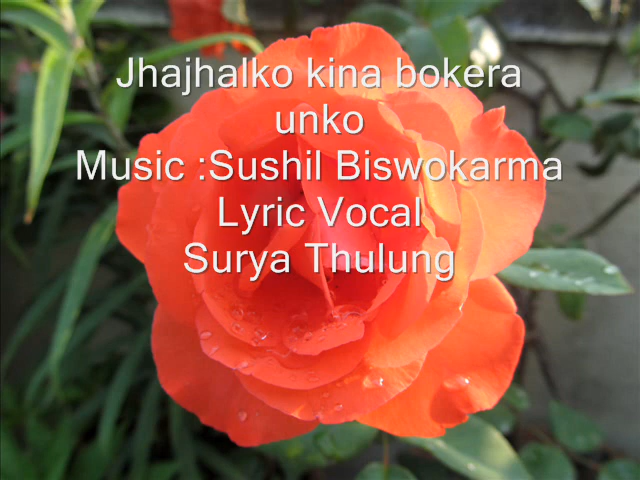 Jhajhalko kina bokera
unko
Music :Sushil Biswokarma
Lyric Vocal
Surya Thulung